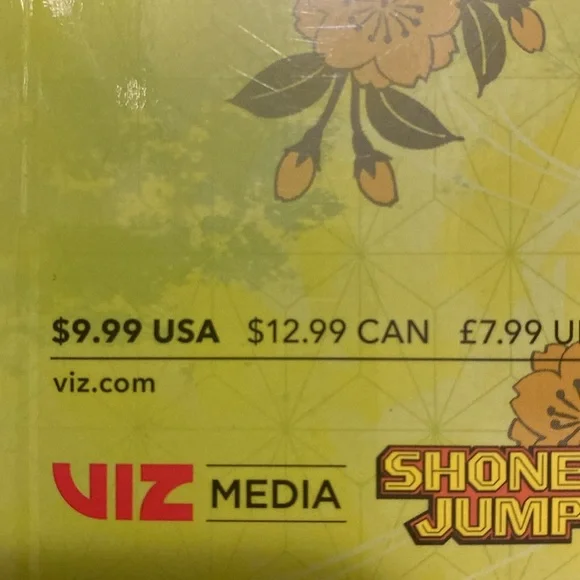 $9.99 USA $12.99 CAN £7.99
viz.com
VIZ MEDIA
SHONE
JUMP